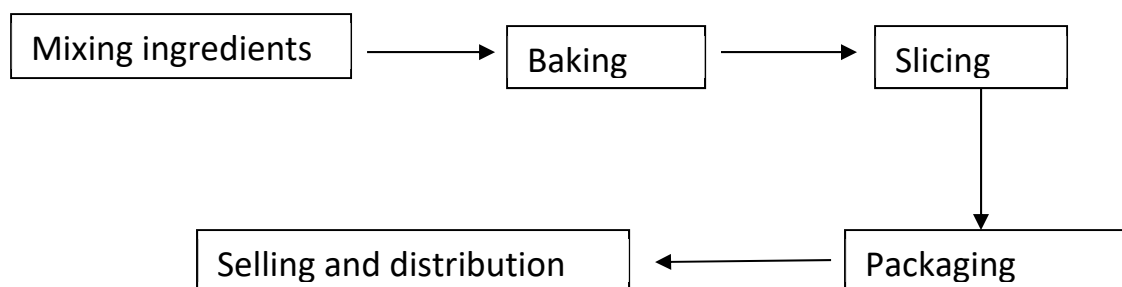 Mixing ingredients
Baking
Slicing
Packaging
Selling and distribution